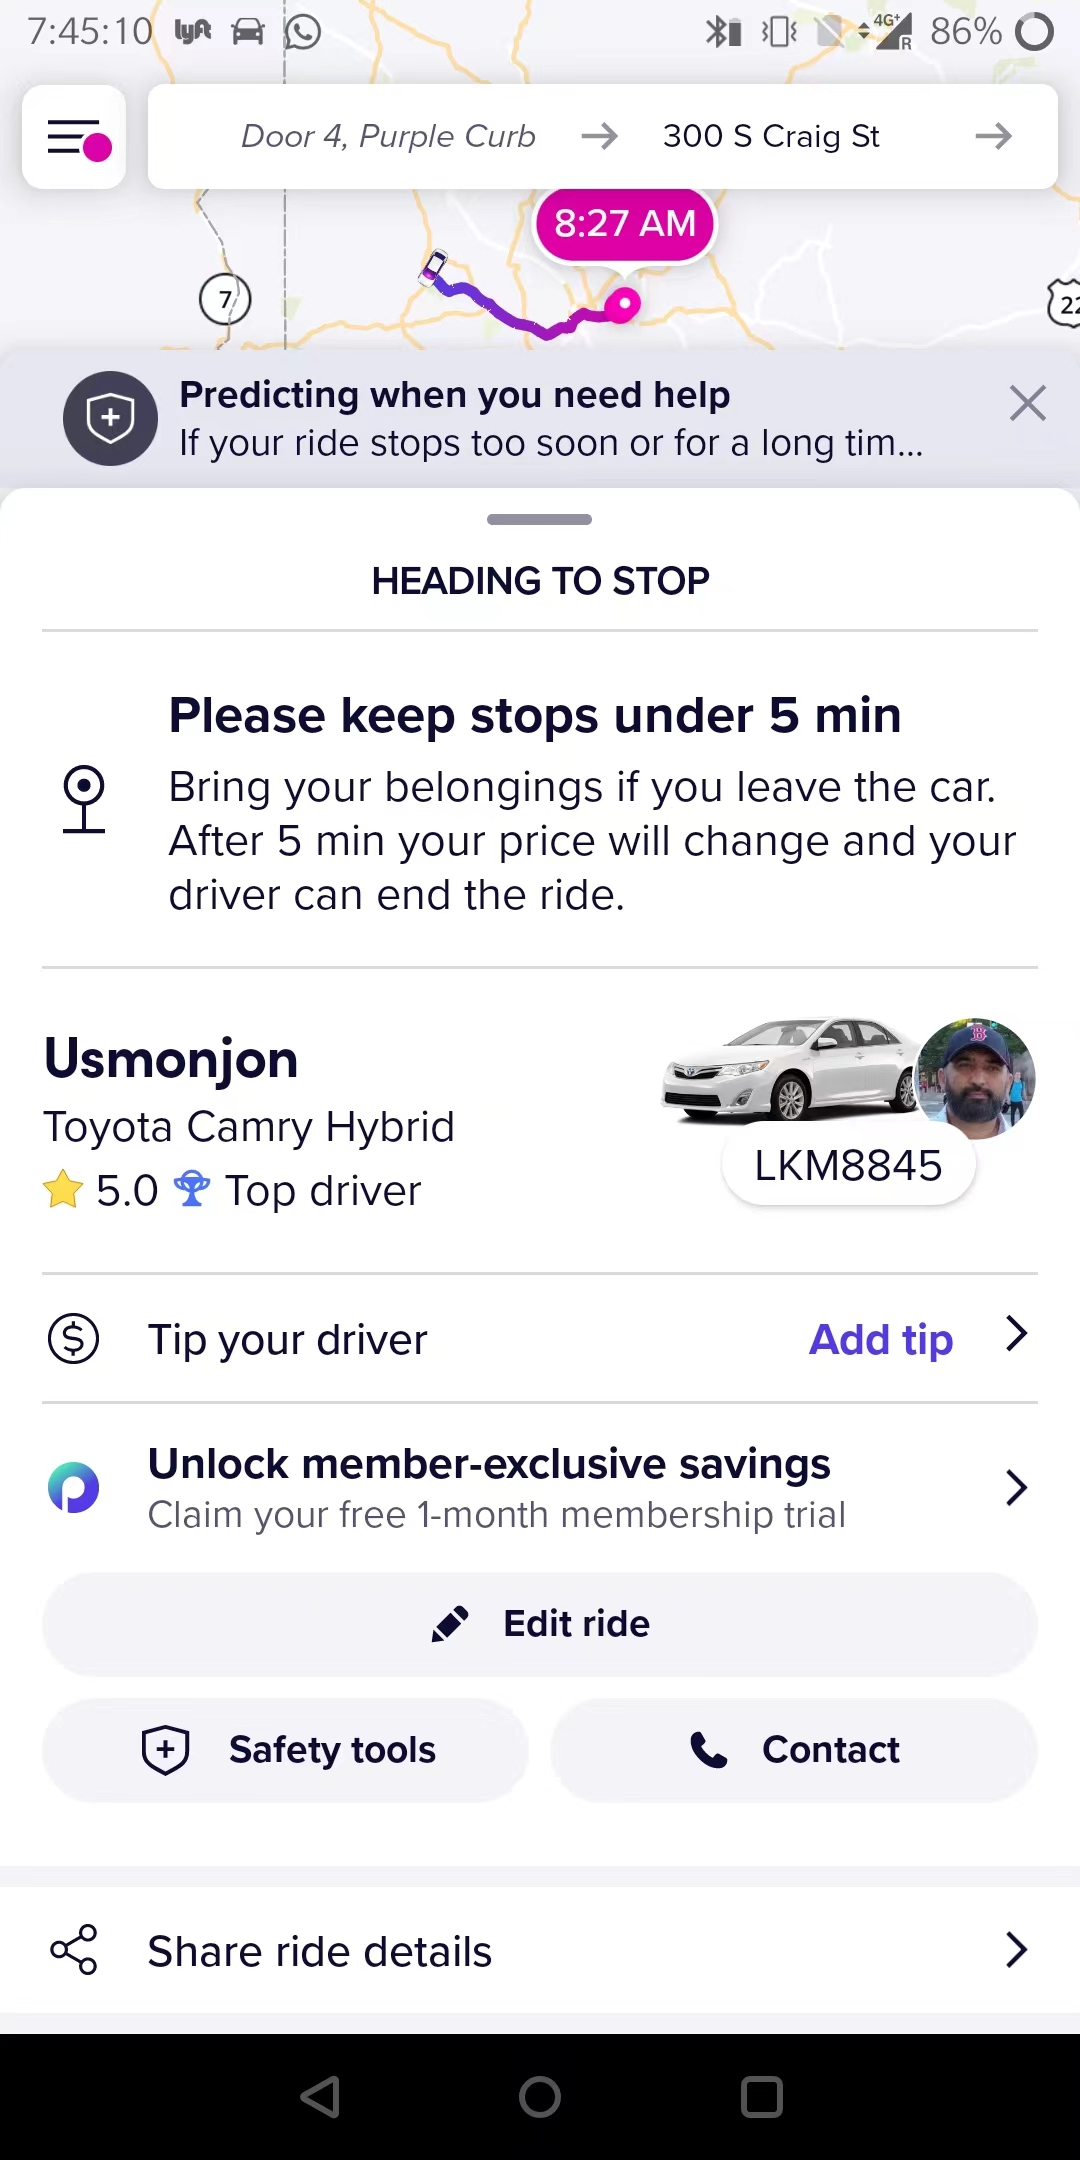 7:45:10 lyft 4G+ R 86%
Door 4, Purple Curb → 300 S Craig St →
8:27 AM
7
22
Predicting when you need help
If your ride stops too soon or for a long tim...
HEADING TO STOP
Please keep stops under 5 min
Bring your belongings if you leave the car.
After 5 min your price will change and your
driver can end the ride.
Usmonjon
Toyota Camry Hybrid
5.0 Top driver
B
LKM8845
Tip your driver Add tip
Unlock member-exclusive savings
Claim your free 1-month membership trial
Edit ride
Safety tools Contact
Share ride details